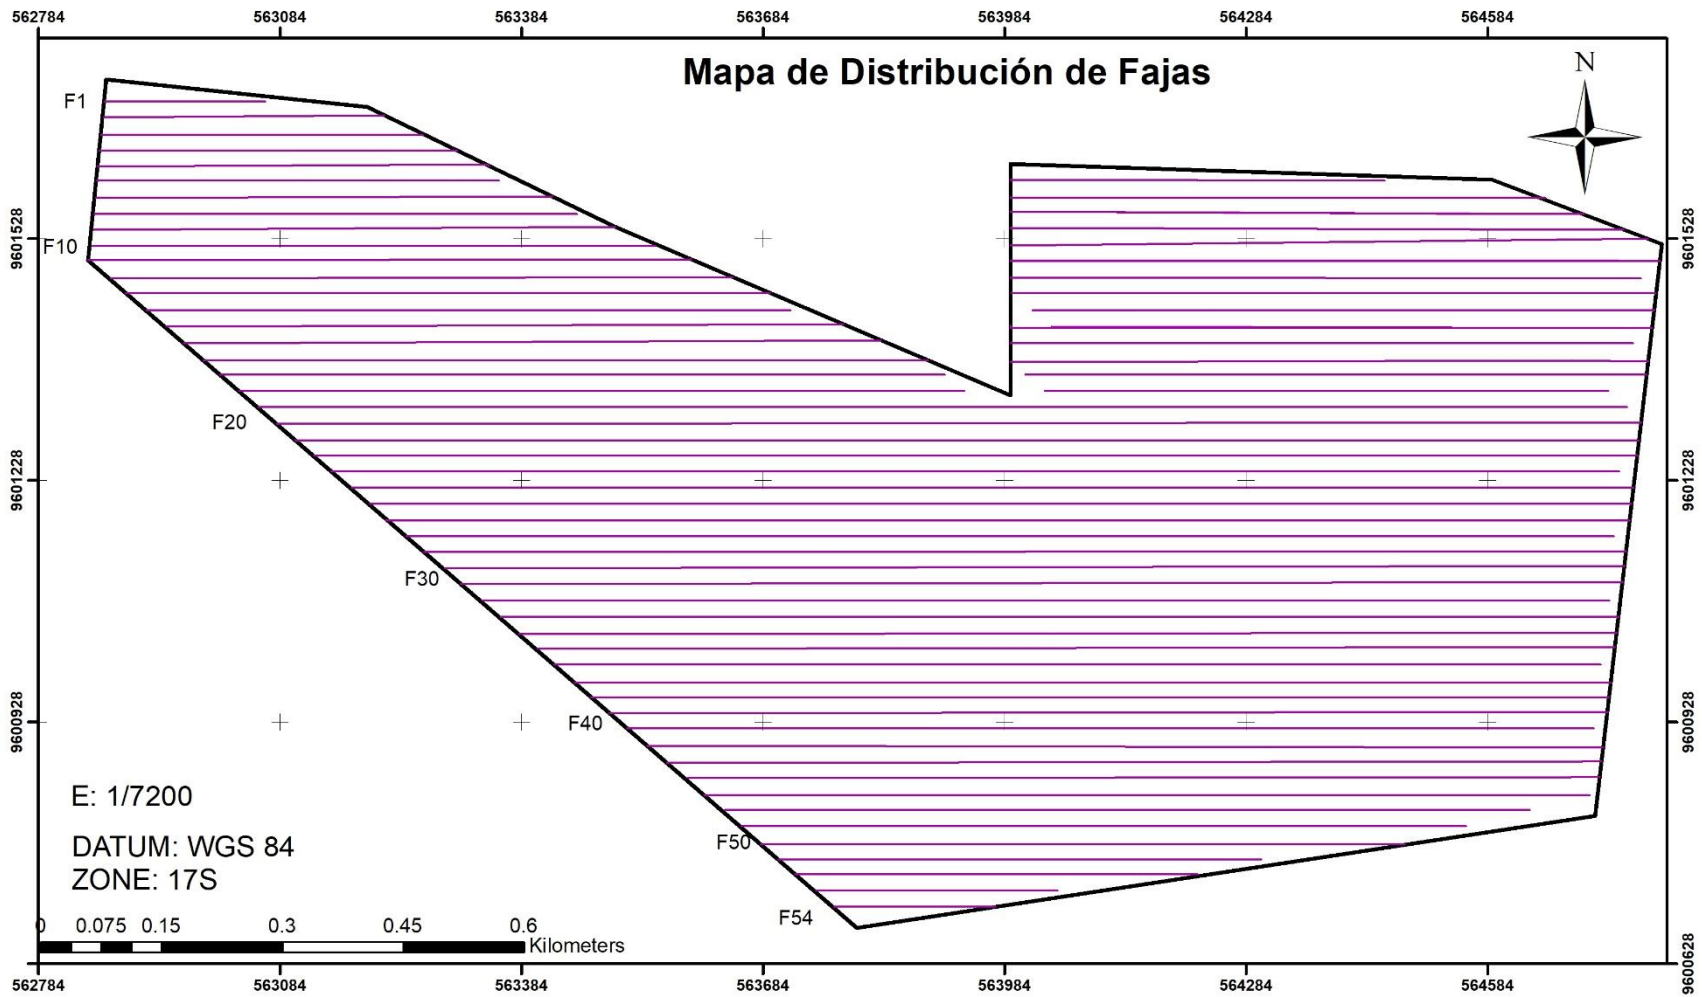 562784 563084 563384 563684 563984 564284 564584
Mapa de Distribución de Fajas
N
F1
F10
9601528 9601528
F20
9601228 9601228
F30
F40
9600928 9600928
E: 1/7200
F50
DATUM: WGS 84
ZONE: 17S
F54
0 0.075 0.15 0.3 0.45 0.6
Kilometers
9600628
562784 563084 563384 563684 563984 564284 564584